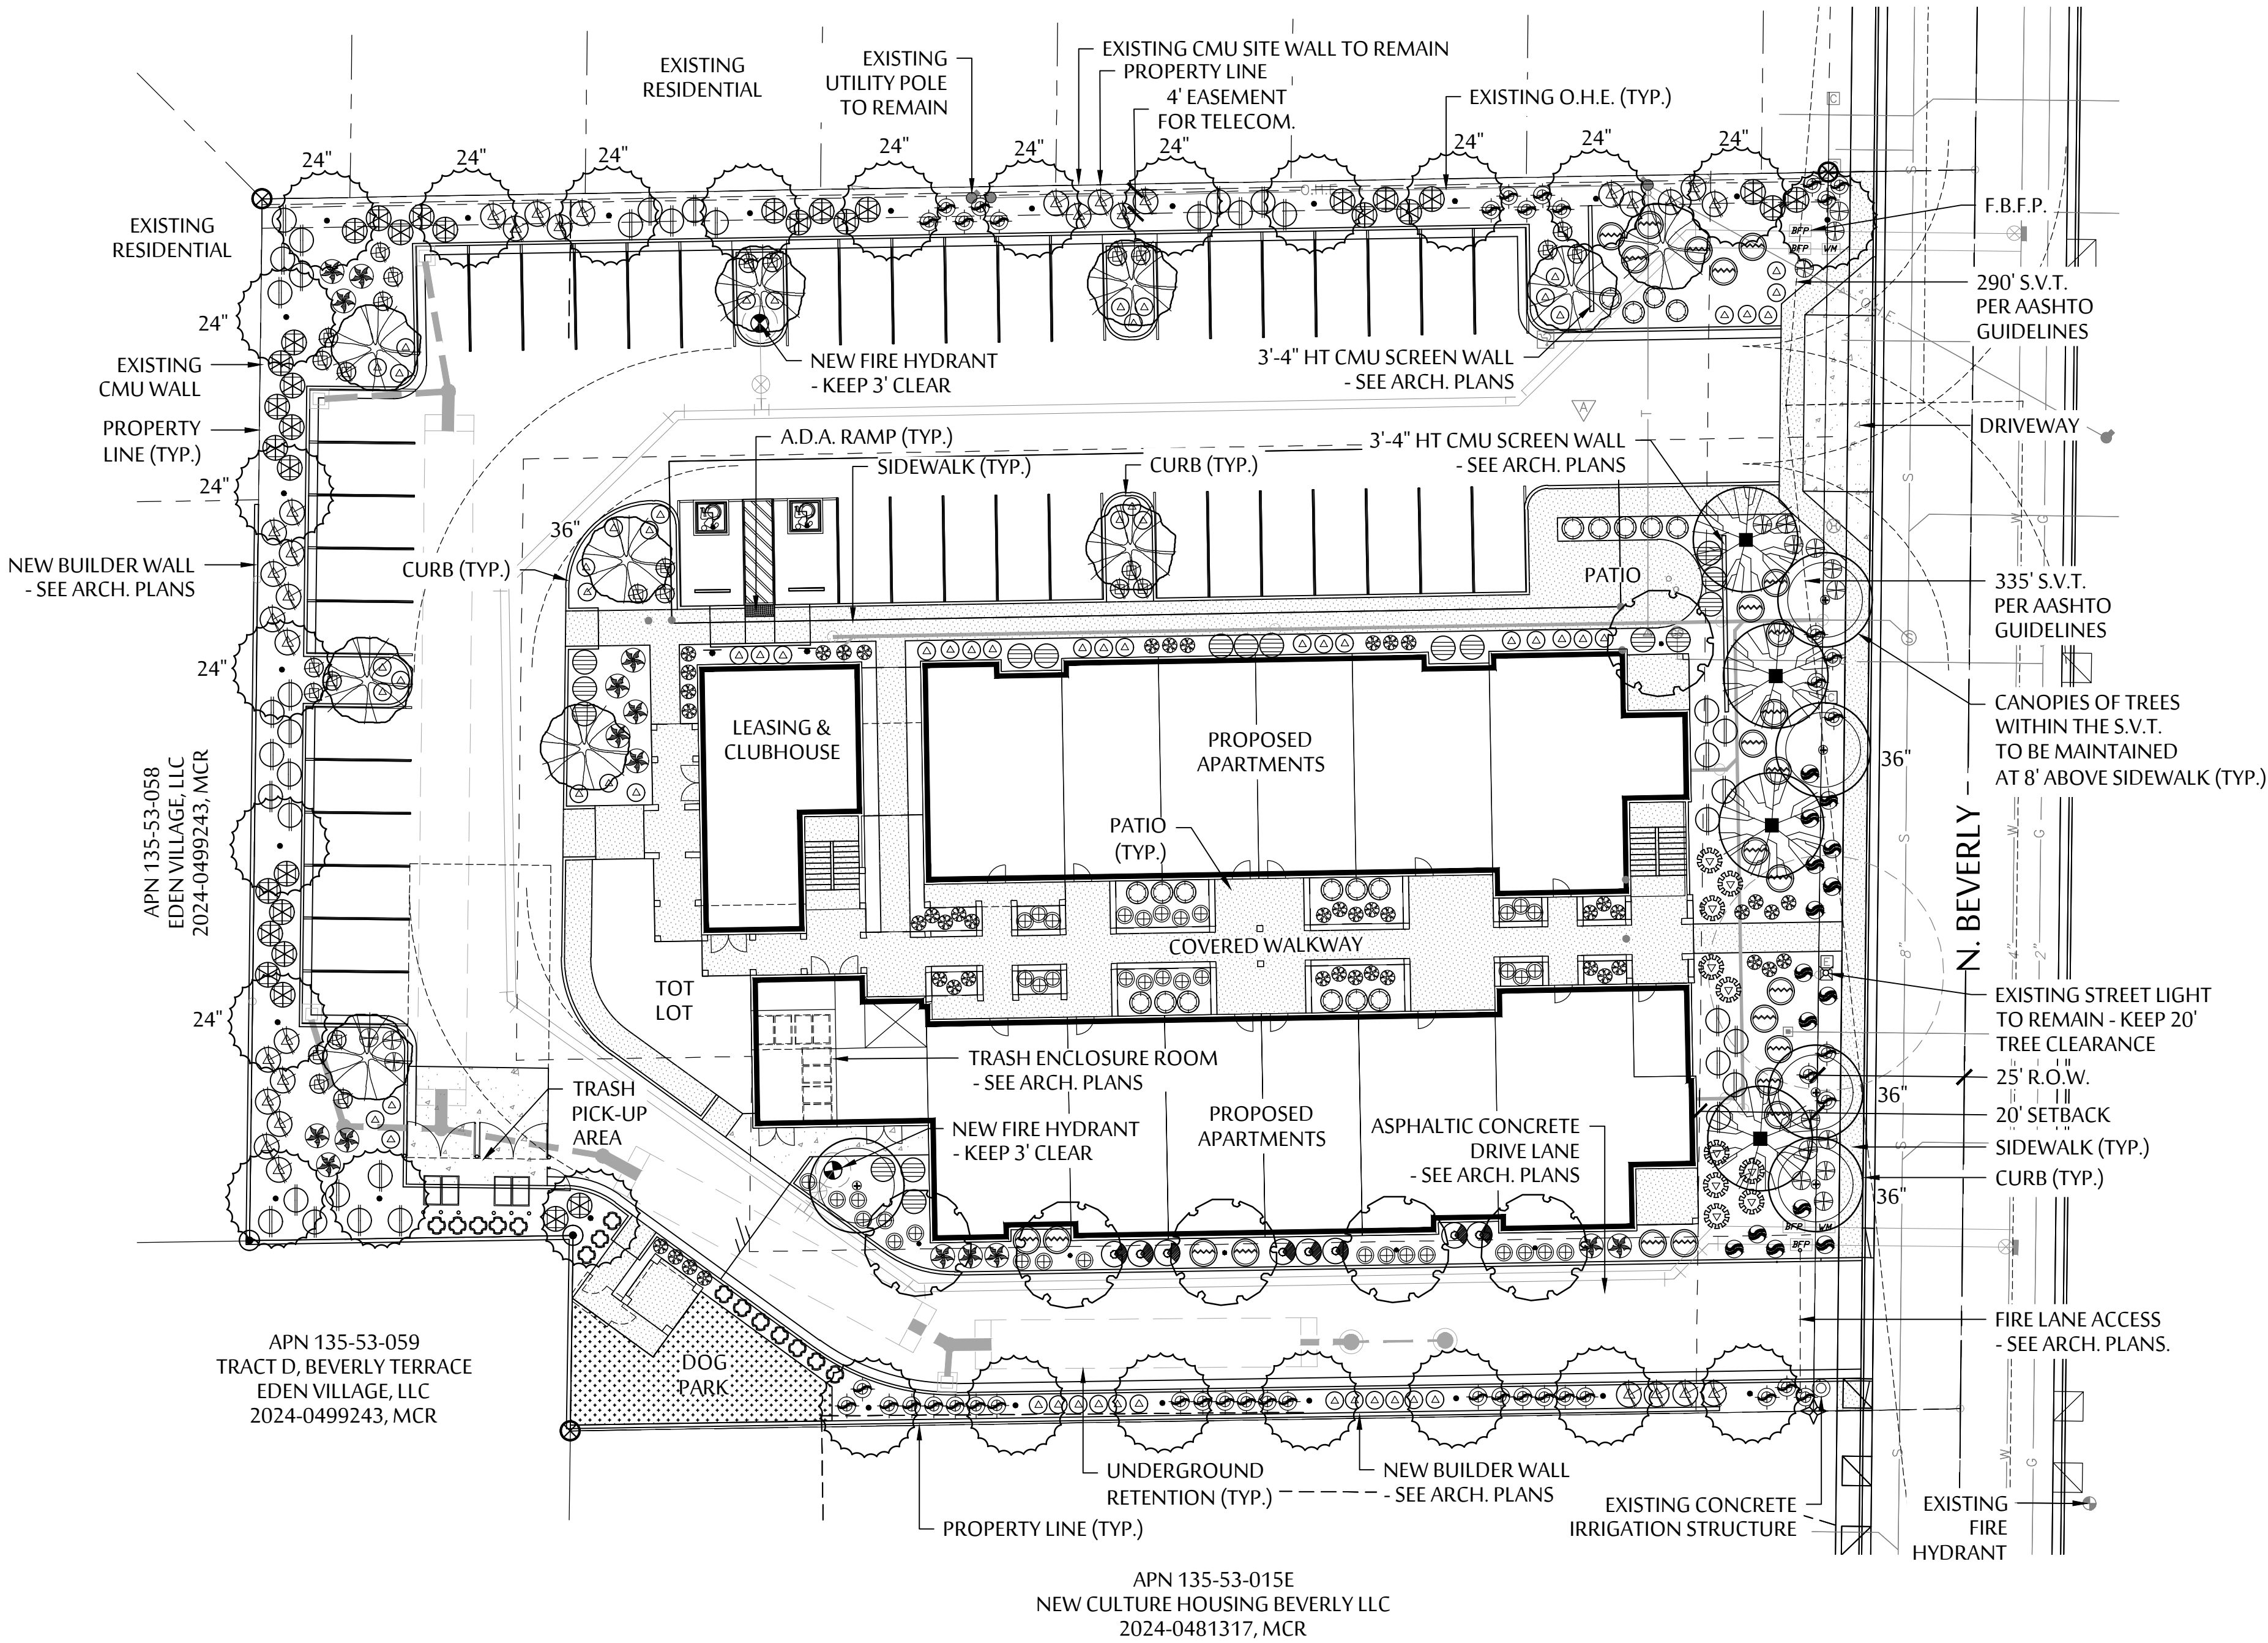 EXISTING
RESIDENTIAL
EXISTING
UTILITY POLE
TO REMAIN
EXISTING CMU SITE WALL TO REMAIN
PROPERTY LINE
4' EASEMENT
FOR TELECOM.
EXISTING O.H.E. (TYP.)
C
24"
24"
24"
24"
24"
24"
24"
24"
24"
O.H.E.
EXISTING
RESIDENTIAL
F.B.F.P.
BFP
BFP
WM
290' S.V.T.
PER AASHTO
GUIDELINES
O.H.E.
24"
EXISTING
CMU WALL
NEW FIRE HYDRANT
- KEEP 3' CLEAR
3'-4" HT CMU SCREEN WALL
- SEE ARCH. PLANS
A
PROPERTY
LINE (TYP.)
A.D.A. RAMP (TYP.)
SIDEWALK (TYP.)
CURB (TYP.)
3'-4" HT CMU SCREEN WALL
- SEE ARCH. PLANS
DRIVEWAY
24"
36"
NEW BUILDER WALL
- SEE ARCH. PLANS
CURB (TYP.)
PATIO
335' S.V.T.
PER AASHTO
GUIDELINES
24"
LEASING &
CLUBHOUSE
PROPOSED
APARTMENTS
CANOPIES OF TREES
WITHIN THE S.V.T.
TO BE MAINTAINED
AT 8' ABOVE SIDEWALK (TYP.)
36"
APN 135-53-058
EDEN VILLAGE, LLC
2024-0499243, MCR
PATIO
(TYP.)
N. BEVERLY
S
S
S
S
8"
W
W
4"
W
G
G
2"
G
COVERED WALKWAY
E
TOT
LOT
24"
EXISTING STREET LIGHT
TO REMAIN - KEEP 20'
TREE CLEARANCE
TRASH ENCLOSURE ROOM
- SEE ARCH. PLANS
TRASH
PICK-UP
AREA
25' R.O.W.
36"
20' SETBACK
NEW FIRE HYDRANT
- KEEP 3' CLEAR
PROPOSED
APARTMENTS
ASPHALTIC CONCRETE
DRIVE LANE
- SEE ARCH. PLANS
SIDEWALK (TYP.)
CURB (TYP.)
36"
BFP
WM
BFP
FIRE LANE ACCESS
- SEE ARCH. PLANS.
APN 135-53-059
TRACT D, BEVERLY TERRACE
EDEN VILLAGE, LLC
2024-0499243, MCR
DOG
PARK
UNDERGROUND
RETENTION (TYP.)
NEW BUILDER WALL
- SEE ARCH. PLANS
PROPERTY LINE (TYP.)
EXISTING CONCRETE
IRRIGATION STRUCTURE
EXISTING
FIRE
HYDRANT
APN 135-53-015E
NEW CULTURE HOUSING BEVERLY LLC
2024-0481317, MCR